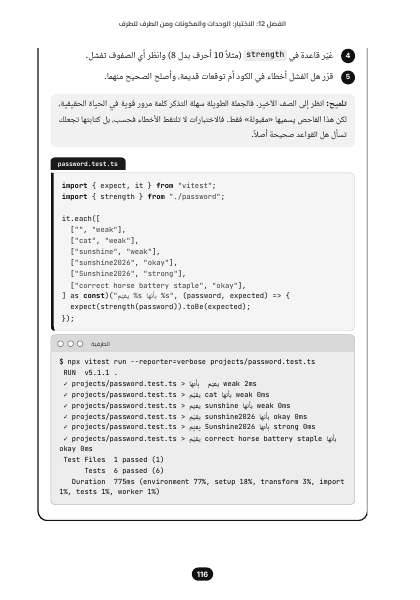 الفصل 12: الاختبار: الوحدات والمكونات ومن الطرف للطرف
4 غيّر قاعدة في strength (مثلاً 10 أحرف بدل 8) وانظر أي الصفوف تفشل.
5 قرّر هل الفشل أخطاء في الكود أم توقعات قديمة، وأصلح الصحيح منهما.
تلميح: انظر إلى الصف الأخير. فالجملة الطويلة سهلة التذكر كلمة مرور قوية في الحياة الحقيقية،
لكن هذا الفاحص يسميها «مقبولة» فقط. فالاختبارات لا تلتقط الأخطاء فحسب، بل كتابتها تجعلك
تسأل هل القواعد صحيحة أصلاً.
password.test.ts
import { expect, it } from "vitest";
import { strength } from "./password";
it.each([
["", "weak"],
["cat", "weak"],
["sunshine", "weak"],
["sunshine2026", "okay"],
["Sunshine2026", "strong"],
["correct horse battery staple", "okay"],
] as const)("يقيّم %s بأنها %s", (password, expected) => {
expect(strength(password)).toBe(expected);
});
الطرفية
$ npx vitest run --reporter=verbose projects/password.test.ts
RUN v5.1.1 .
✓ projects/password.test.ts > يقيّم  بأنها weak 2ms
✓ projects/password.test.ts > يقيّم cat بأنها weak 0ms
✓ projects/password.test.ts > يقيّم sunshine بأنها weak 0ms
✓ projects/password.test.ts > يقيّم sunshine2026 بأنها okay 0ms
✓ projects/password.test.ts > يقيّم Sunshine2026 بأنها strong 0ms
✓ projects/password.test.ts > يقيّم correct horse battery staple بأنها
okay 0ms
Test Files 1 passed (1)
Tests 6 passed (6)
Duration 775ms (environment 77%, setup 18%, transform 3%, import
1%, tests 1%, worker 1%)
116